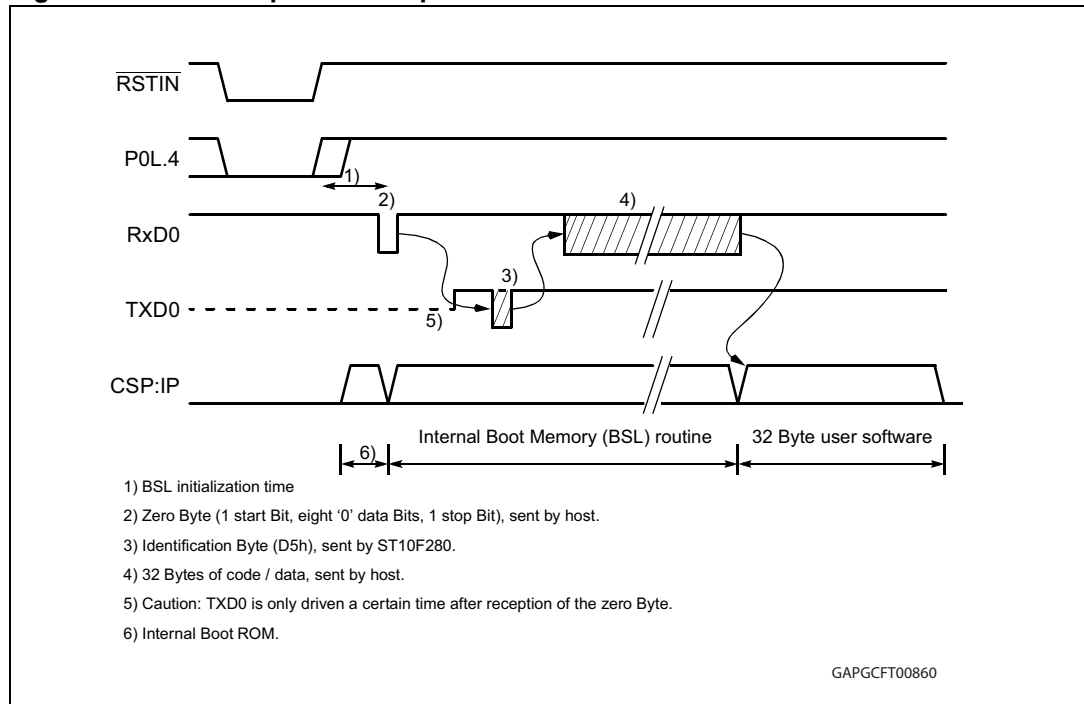 RSTIN
P0L.4
1)
2)
4)
RxD0
3)
TXD0
5)
CSP:IP
Internal Boot Memory (BSL) routine
32 Byte user software
6)
1) BSL initialization time
2) Zero Byte (1 start Bit, eight ‘0’ data Bits, 1 stop Bit), sent by host.
3) Identification Byte (D5h), sent by ST10F280.
4) 32 Bytes of code / data, sent by host.
5) Caution: TXD0 is only driven a certain time after reception of the zero Byte.
6) Internal Boot ROM.
GAPGCFT00860